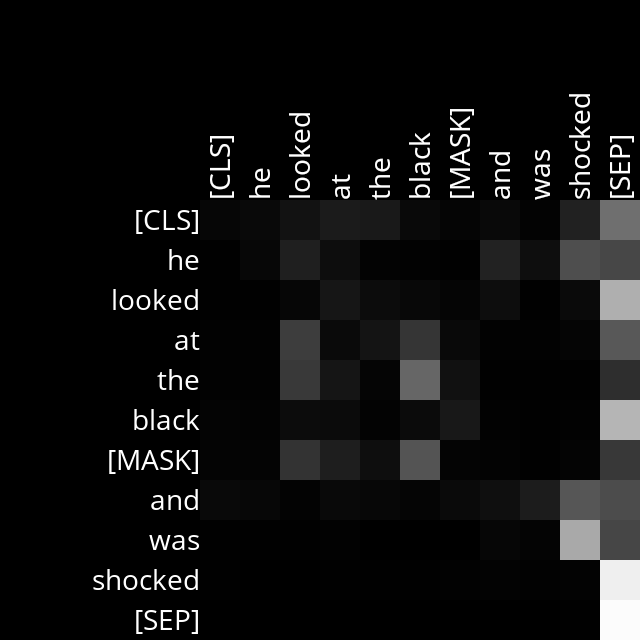 [CLS] he looked at the black [MASK] and was shocked [SEP]
[CLS]
he
looked
at
the
black
[MASK]
and
was
shocked
[SEP]